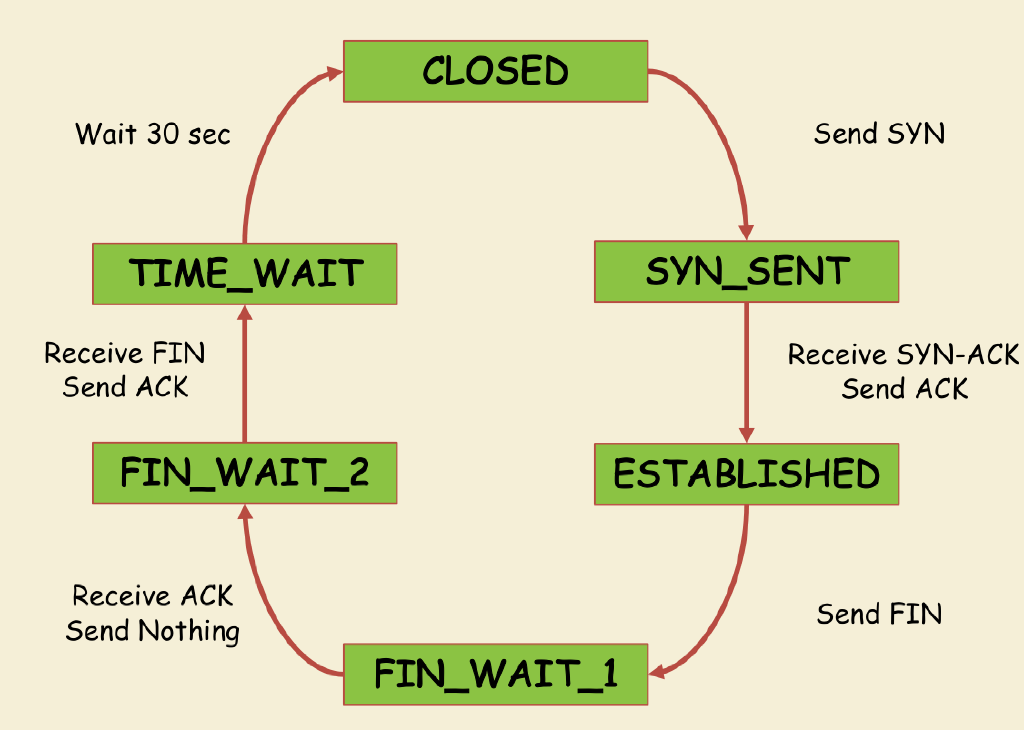 CLOSED
Wait 30 sec
Send SYN
TIME_WAIT
SYN_SENT
Receive FIN
Send ACK
Receive SYN-ACK
Send ACK
FIN_WAIT_2
ESTABLISHED
Receive ACK
Send Nothing
Send FIN
FIN_WAIT_1